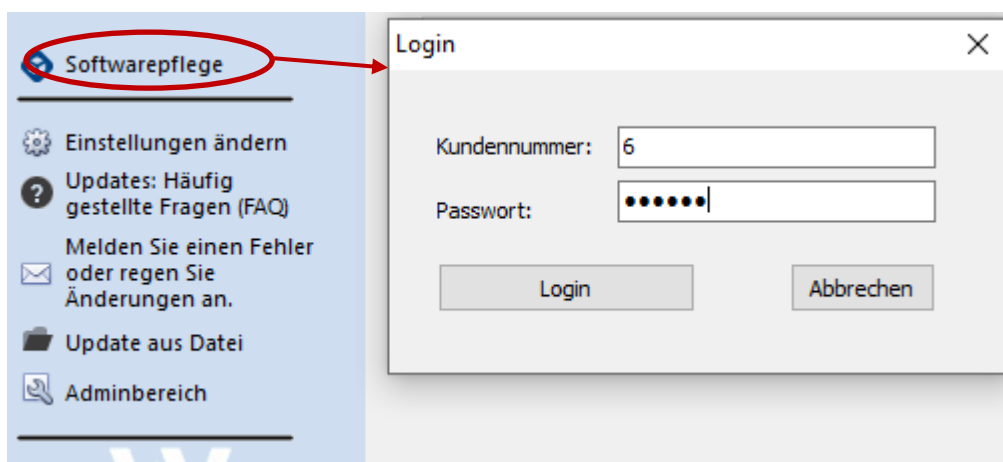 Softwarepflege
Einstellungen ändern
Updates: Häufig
gestellte Fragen (FAQ)
Melden Sie einen Fehler
oder regen Sie
Änderungen an.
Update aus Datei
Adminbereich
Login
Kundennummer: 6
Passwort: ●●●●●●
Login Abbrechen